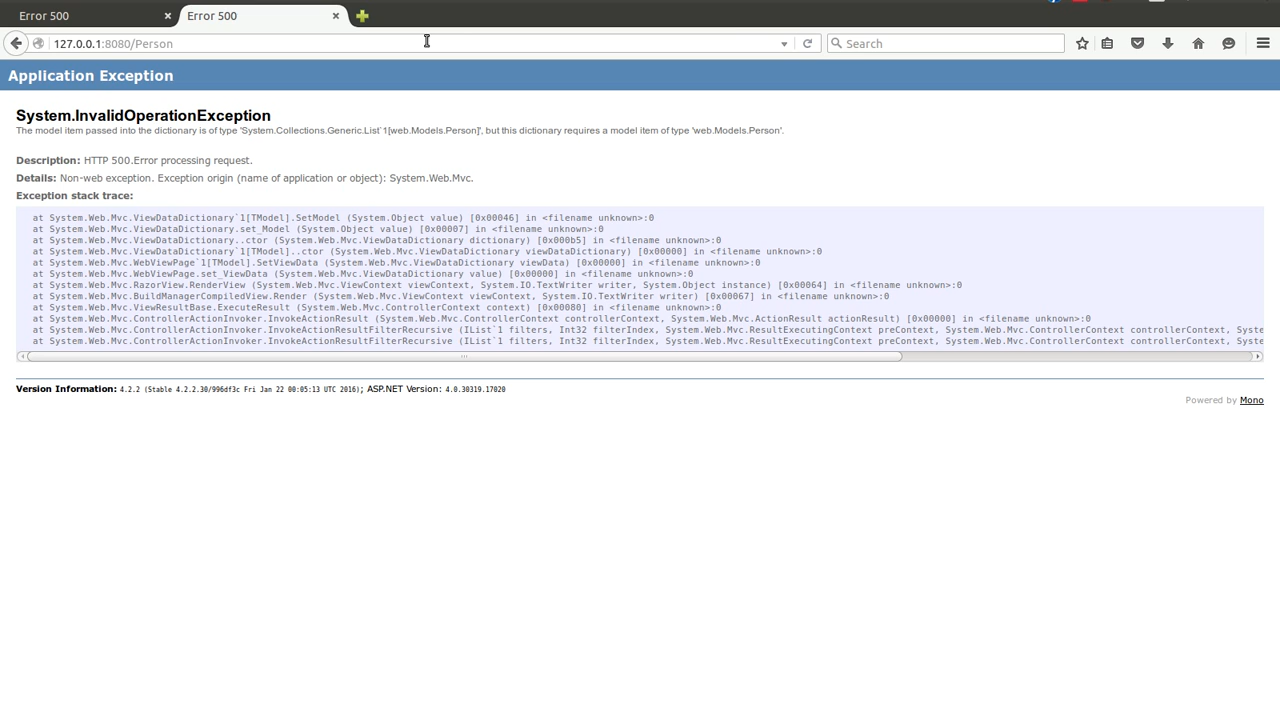 Error 500
Error 500
127.0.0.1:8080/Person
Search
Application Exception
System.InvalidOperationException
The model item passed into the dictionary is of type 'System.Collections.Generic.List`1[web.Models.Person]', but this dictionary requires a model item of type 'web.Models.Person'.
Description: HTTP 500.Error processing request.
Details: Non-web exception. Exception origin (name of application or object): System.Web.Mvc.
Exception stack trace:
at System.Web.Mvc.ViewDataDictionary`1[TModel].SetModel (System.Object value) [0x00046] in <filename unknown>:0
at System.Web.Mvc.ViewDataDictionary.set_Model (System.Object value) [0x00007] in <filename unknown>:0
at System.Web.Mvc.ViewDataDictionary..ctor (System.Web.Mvc.ViewDataDictionary dictionary) [0x000b5] in <filename unknown>:0
at System.Web.Mvc.ViewDataDictionary`1[TModel]..ctor (System.Web.Mvc.ViewDataDictionary viewDataDictionary) [0x00000] in <filename unknown>:0
at System.Web.Mvc.WebViewPage`1[TModel].SetViewData (System.Web.Mvc.ViewDataDictionary viewData) [0x00000] in <filename unknown>:0
at System.Web.Mvc.WebViewPage.set_ViewData (System.Web.Mvc.ViewDataDictionary value) [0x00000] in <filename unknown>:0
at System.Web.Mvc.RazorView.RenderView (System.Web.Mvc.ViewContext viewContext, System.IO.TextWriter writer, System.Object instance) [0x00064] in <filename unknown>:0
at System.Web.Mvc.BuildManagerCompiledView.Render (System.Web.Mvc.ViewContext viewContext, System.IO.TextWriter writer) [0x00067] in <filename unknown>:0
at System.Web.Mvc.ViewResultBase.ExecuteResult (System.Web.Mvc.ControllerContext context) [0x00080] in <filename unknown>:0
at System.Web.Mvc.ControllerActionInvoker.InvokeActionResult (System.Web.Mvc.ControllerContext controllerContext, System.Web.Mvc.ActionResult actionResult) [0x00000] in <filename unknown>:0
at System.Web.Mvc.ControllerActionInvoker.InvokeActionResultFilterRecursive (IList`1 filters, Int32 filterIndex, System.Web.Mvc.ResultExecutingContext preContext, System.Web.Mvc.ControllerContext controllerContext, Syste
at System.Web.Mvc.ControllerActionInvoker.InvokeActionResultFilterRecursive (IList`1 filters, Int32 filterIndex, System.Web.Mvc.ResultExecutingContext preContext, System.Web.Mvc.ControllerContext controllerContext, Syste
Version Information: 4.2.2 (Stable 4.2.2.30/996df3c Fri Jan 22 00:05:13 UTC 2016); ASP.NET Version: 4.0.30319.17020
Powered by Mono